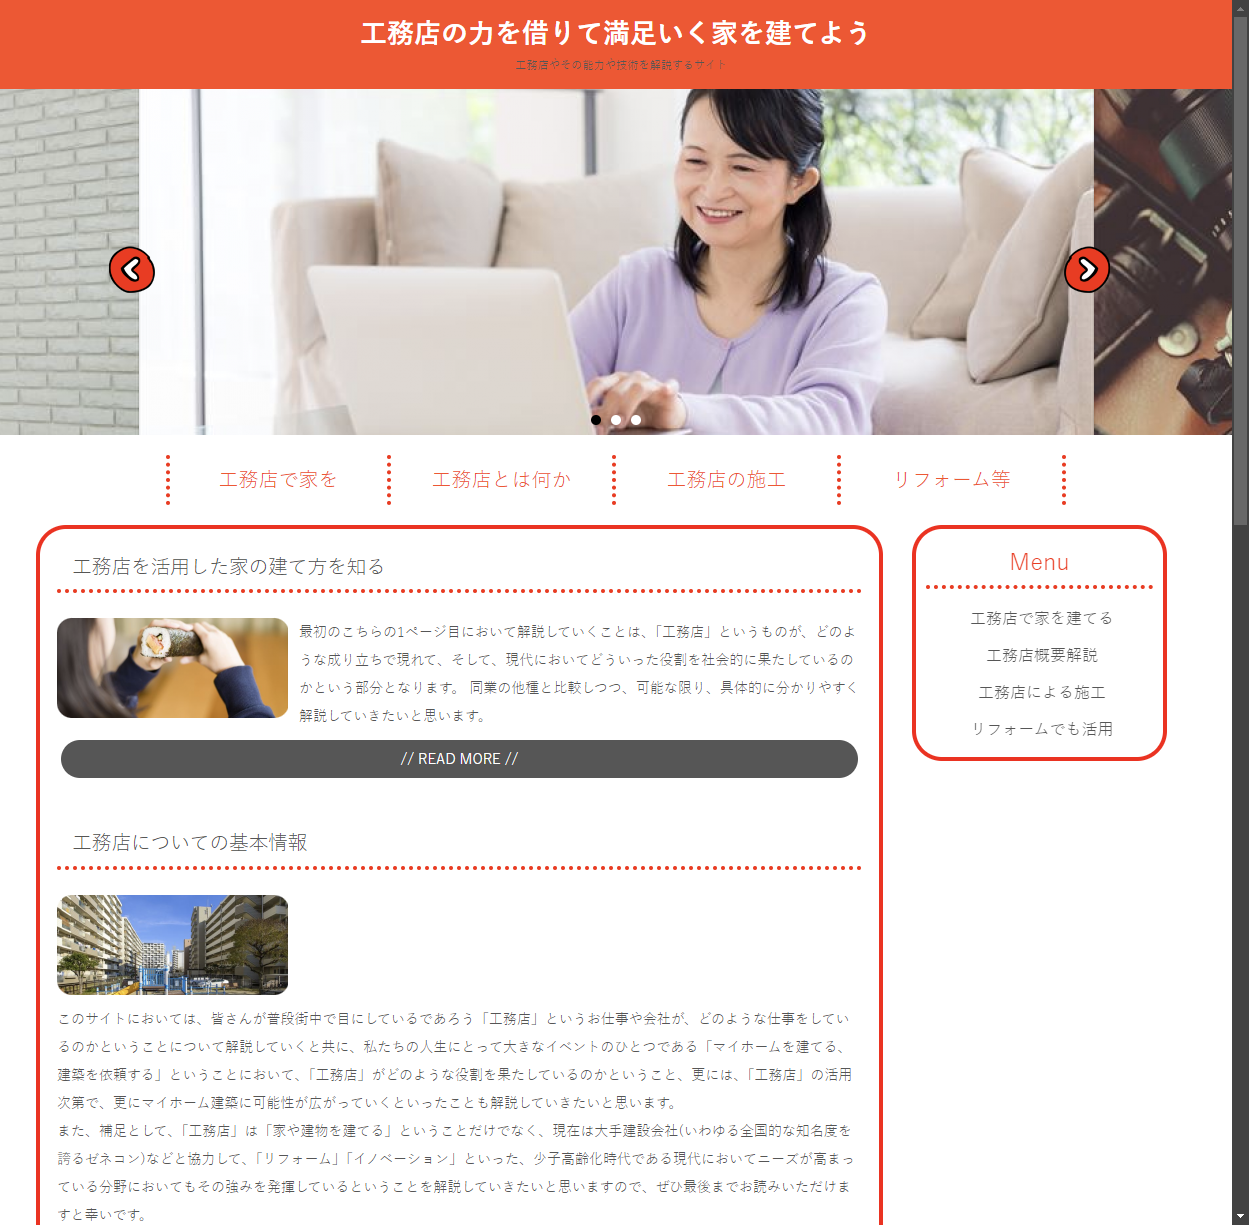 工務店の力を借りて満足いく家を建てよう
工務店やその能力や技術を解説するサイト
工務店で家を
工務店とは何か
工務店の施工
リフォーム等
工務店を活用した家の建て方を知る
最初のこちらの1ページ目において解説していくことは、「工務店」というものが、どのよ
うな成り立ちで現れて、そして、現代においてどういった役割を社会的に果たしているの
かという部分となります。 同業の他種と比較しつつ、可能な限り、具体的に分かりやすく
解説していきたいと思います。
// READ MORE //
工務店についての基本情報
このサイトにおいては、皆さんが普段街中で目にしているであろう「工務店」というお仕事や会社が、どのような仕事をしてい
るのかということについて解説していくと共に、私たちの人生にとって大きなイベントのひとつである「マイホームを建てる、
建築を依頼する」ということにおいて、「工務店」がどのような役割を果たしているのかということ、更には、「工務店」の活用
次第で、更にマイホーム建築に可能性が広がっていくといったことも解説していきたいと思います。
また、補足として、「工務店」は「家や建物を建てる」ということだけでなく、現在は大手建設会社(いわゆる全国的な知名度を
誇るゼネコン)などと協力して、「リフォーム」「イノベーション」といった、少子高齢化時代である現代においてニーズが高まっ
ている分野においてもその強みを発揮しているということを解説していきたいと思いますので、ぜひ最後までお読みいただけま
すと幸いです。
Menu
工務店で家を建てる
工務店概要解説
工務店による施工
リフォームでも活用